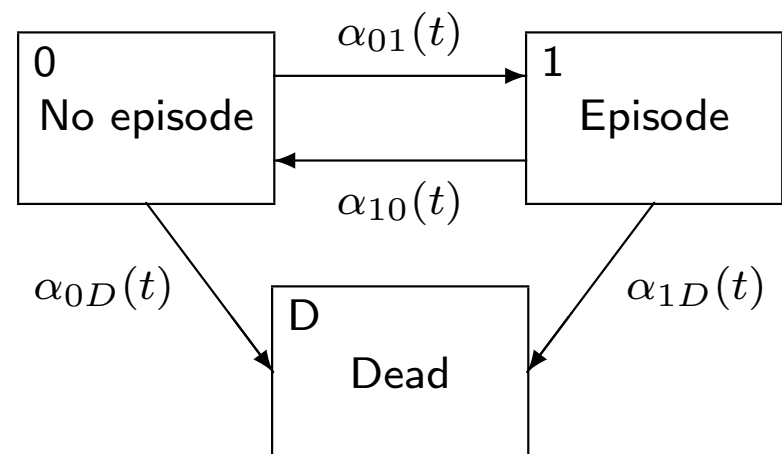 α₀₁(t)
0
No episode
1
Episode
α₁₀(t)
α₀D(t)
α₁D(t)
D
Dead